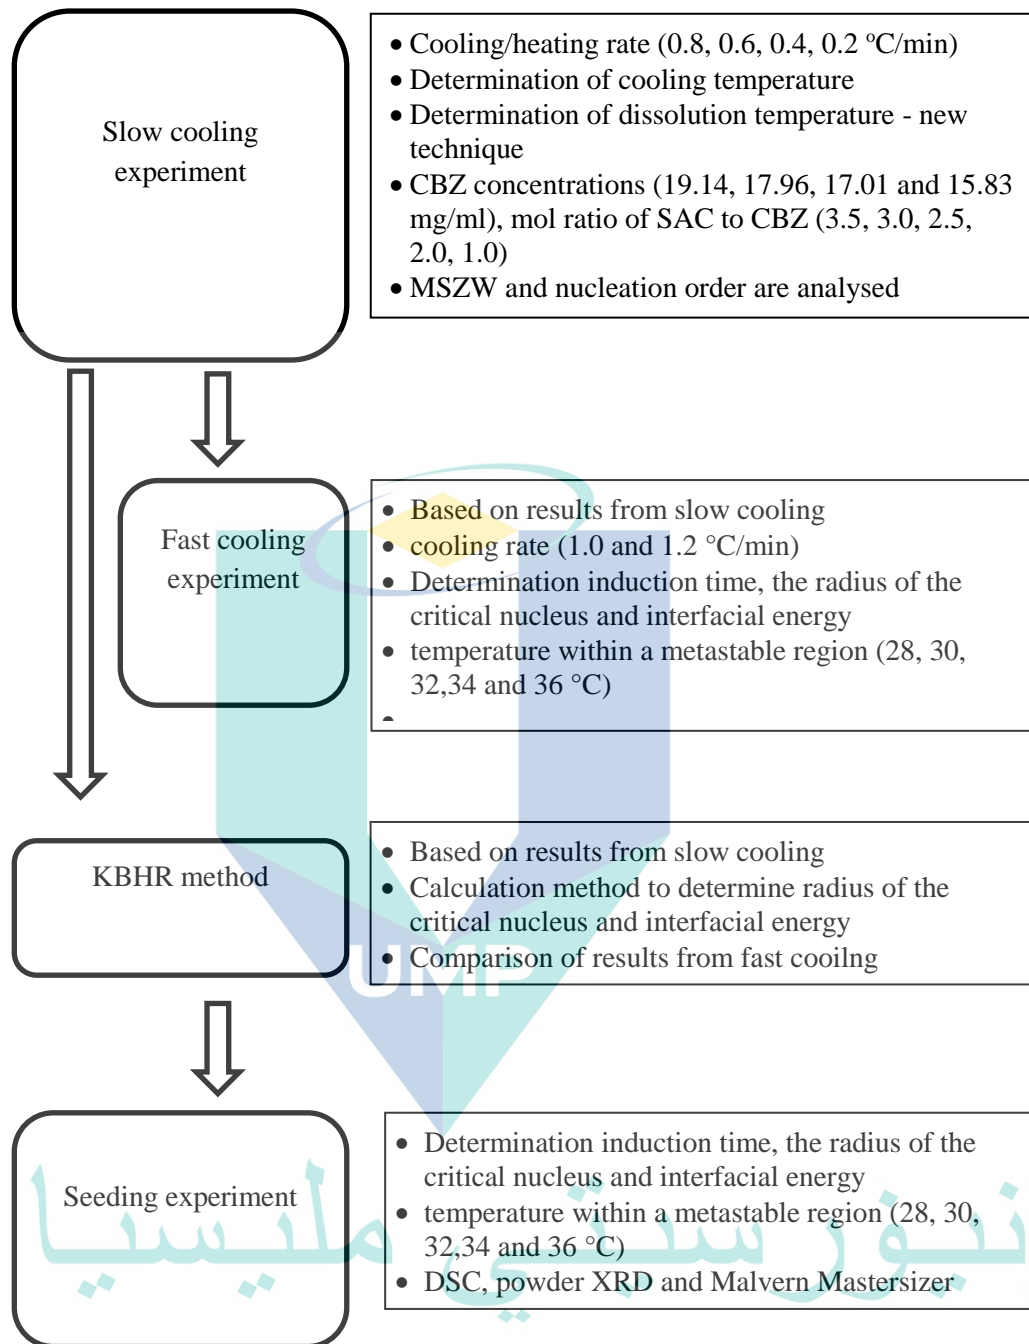 Slow cooling
experiment
• Cooling/heating rate (0.8, 0.6, 0.4, 0.2 ºC/min)
• Determination of cooling temperature
• Determination of dissolution temperature - new
technique
• CBZ concentrations (19.14, 17.96, 17.01 and 15.83
mg/ml), mol ratio of SAC to CBZ (3.5, 3.0, 2.5,
2.0, 1.0)
• MSZW and nucleation order are analysed
Fast cooling
experiment
• Based on results from slow cooling
• cooling rate (1.0 and 1.2 °C/min)
• Determination induction time, the radius of the
critical nucleus and interfacial energy
• temperature within a metastable region (28, 30,
32,34 and 36 °C)
•
KBHR method
• Based on results from slow cooling
• Calculation method to determine radius of the
critical nucleus and interfacial energy
• Comparison of results from fast cooilng
UMP
Seeding experiment
• Determination induction time, the radius of the
critical nucleus and interfacial energy
• temperature within a metastable region (28, 30,
32,34 and 36 °C)
• DSC, powder XRD and Malvern Mastersizer
مليسيا